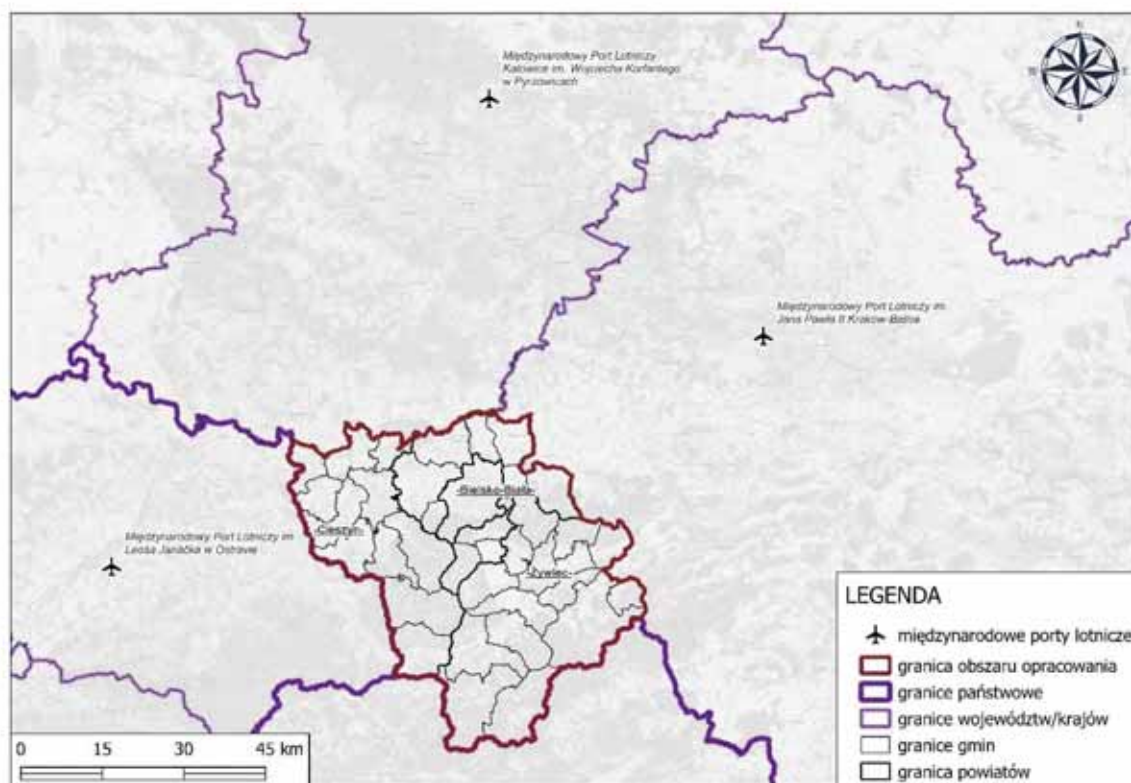 Międzynarodowy Port Lotniczy
Katowice im. Wojciecha Korfantego
w Pyrzowicach
N
W
E
S
Międzynarodowy Port Lotniczy im.
Jana Pawła II Kraków-Balice
-Bielsko-Biała-
-Cieszyn-
Międzynarodowy Port Lotniczy im
Leoša Janáčka w Ostravie
-Żywiec-
LEGENDA
międzynarodowe porty lotnicze
granica obszaru opracowania
granice państwowe
granice województw/krajów
granice gmin
granica powiatów
0 15 30 45 km